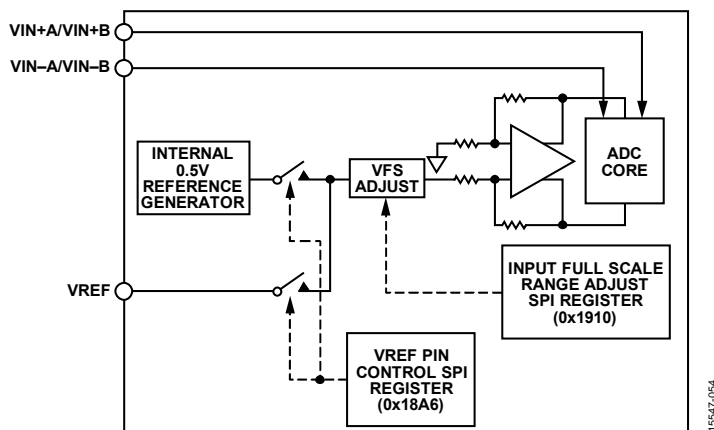 VIN+A/VIN+B
VIN–A/VIN–B
INTERNAL
0.5V
REFERENCE
GENERATOR
VFS
ADJUST
ADC
CORE
INPUT FULL SCALE
RANGE ADJUST
SPI REGISTER
(0x1910)
VREF
VREF PIN
CONTROL SPI
REGISTER
(0x18A6)
15547-054